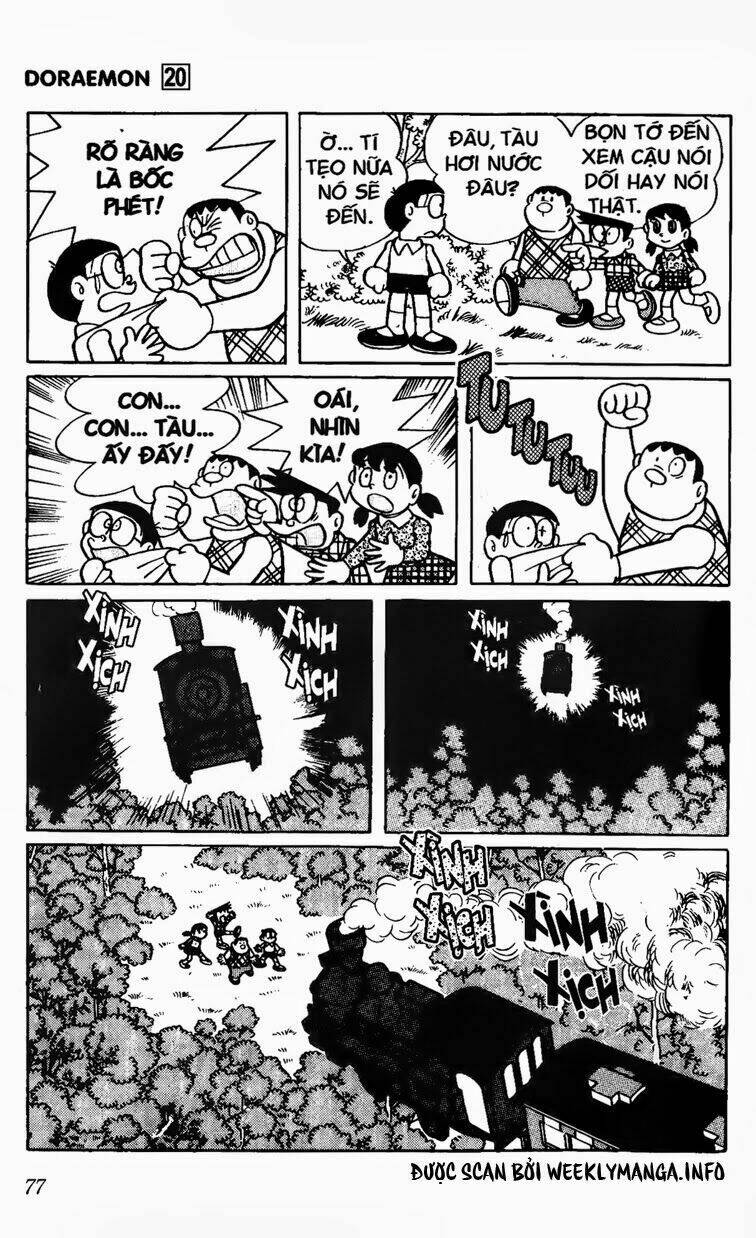 DORAEMON 20
BỌN TỚ ĐẾN
XEM CẬU NÓI
DỐI HAY NÓI
THẬT.
ĐÂU, TÀU
HƠI NƯỚC
ĐÂU?
Ờ... TÍ
TẸO NỮA
NÓ SẼ
ĐẾN.
RÕ RÀNG
LÀ BỐC
PHÉT!
TU TU TUU
OÁI,
NHÌN
KÌA!
CON...
CON... TÀU...
ẤY ĐẤY!
XÌNH
XỊCH
XÌNH
XỊCH
XÌNH
XỊCH
XÌNH
XỊCH
XÌNH
XỊCH
XÌNH
XỊCH
77
ĐƯỢC SCAN BỞI WEEKLYMANGA.INFO